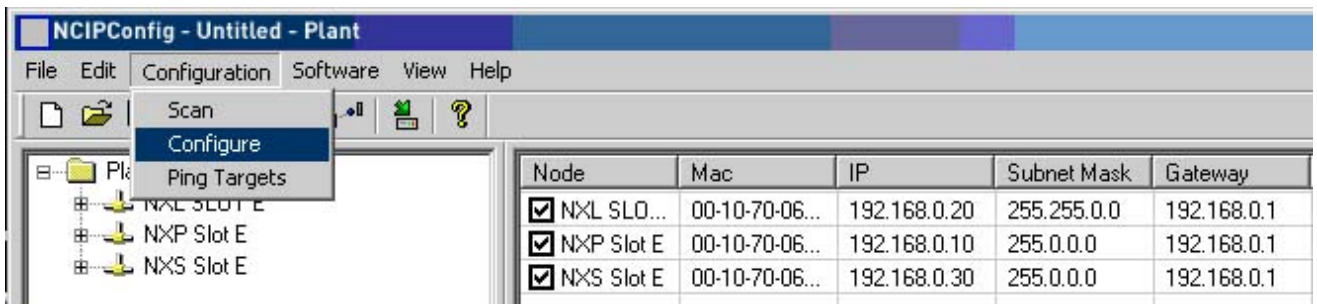 NCIPConfig - Untitled - Plant
File Edit Configuration Software View Help
Scan
Configure
Ping Targets
NXL SLOT E
NXP Slot E
NXS Slot E
Node Mac IP Subnet Mask Gateway
NXL SLO... 00-10-70-06... 192.168.0.20 255.255.0.0 192.168.0.1
NXP Slot E 00-10-70-06... 192.168.0.10 255.0.0.0 192.168.0.1
NXS Slot E 00-10-70-06... 192.168.0.30 255.0.0.0 192.168.0.1